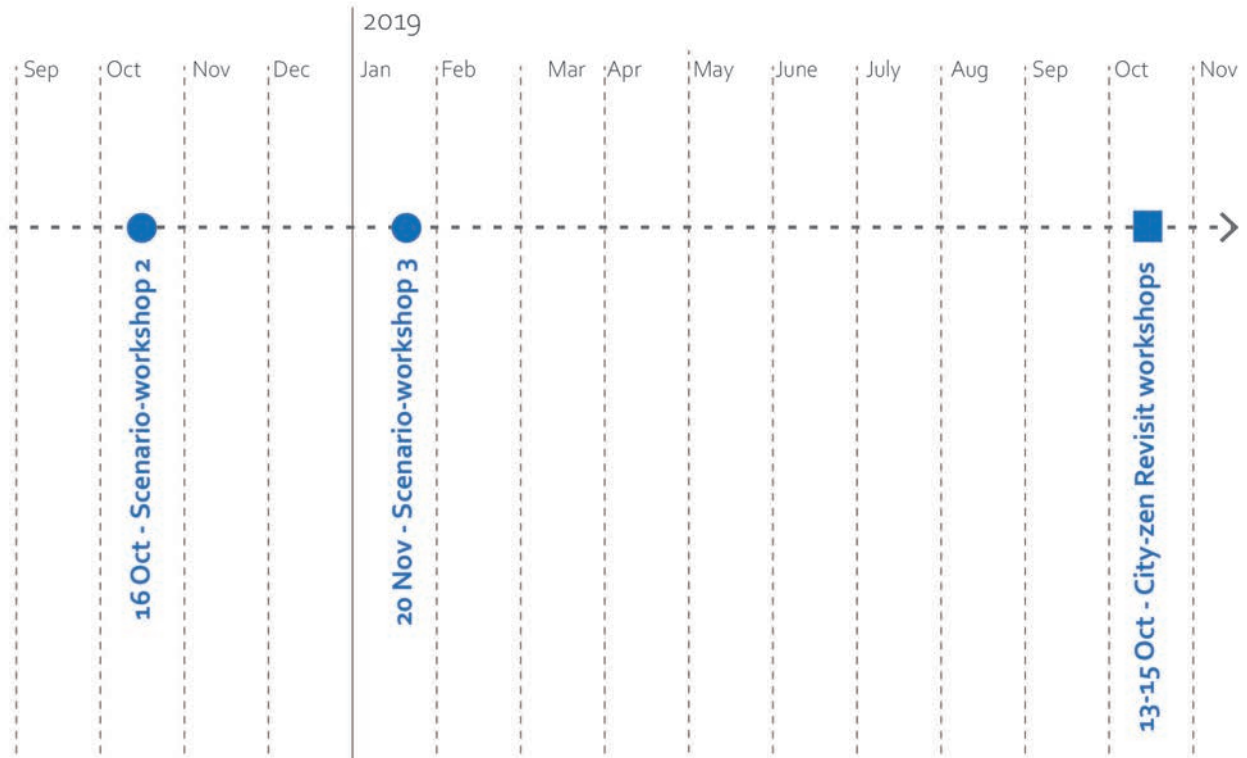 2019
Sep Oct Nov Dec Jan Feb Mar Apr May June July Aug Sep Oct Nov
16 Oct - Scenario-workshop 2
20 Nov - Scenario-workshop 3
13-15 Oct - City-zen Revisit workshops